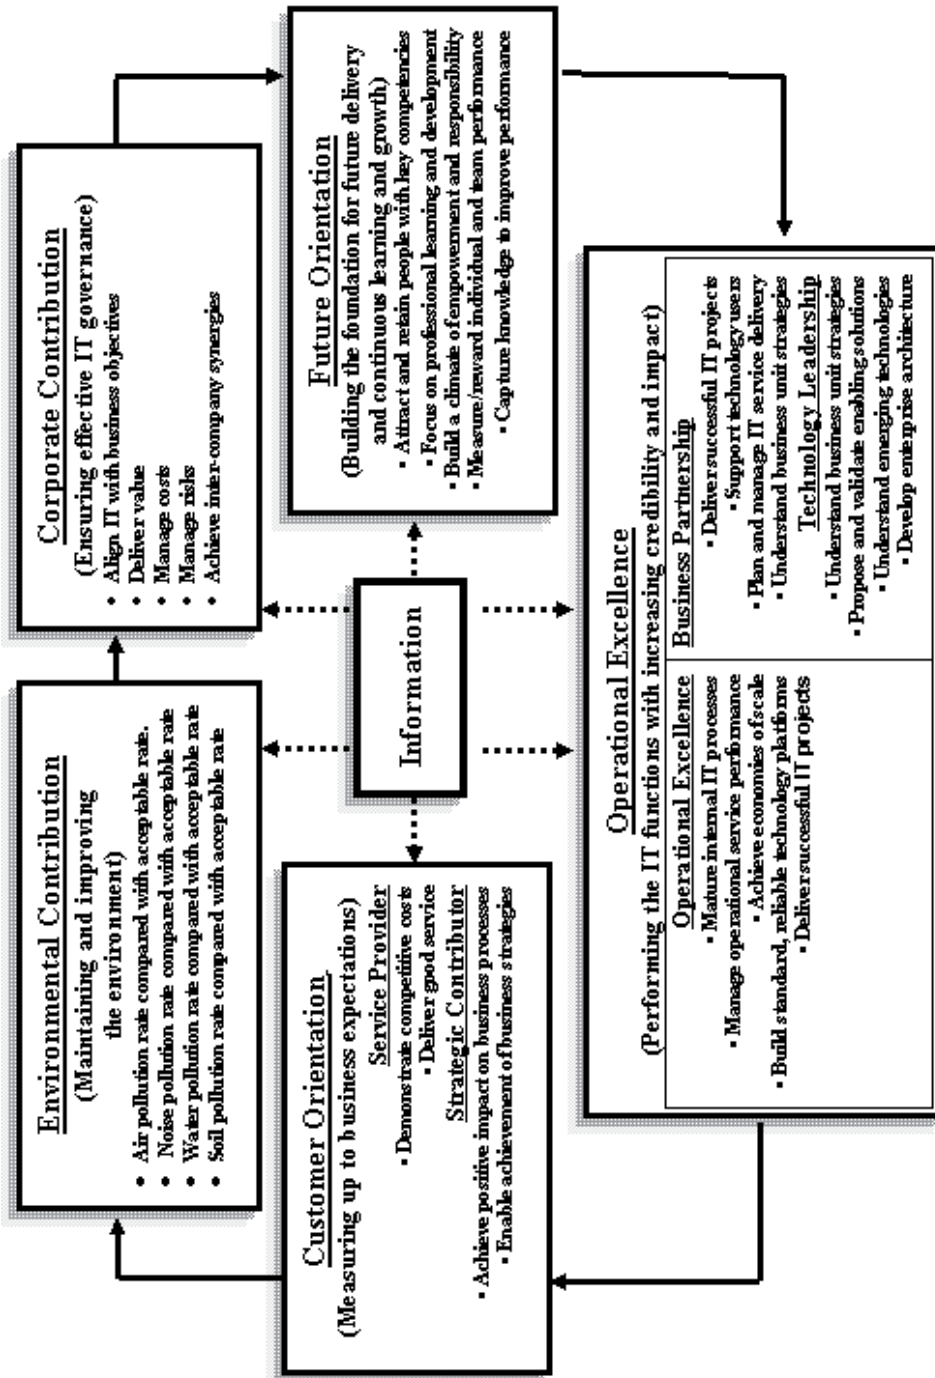 Environmental Contribution
(Maintaining and improving
the environment)
• Air pollution rate compared with acceptable rate.
• Noise pollution rate compared with acceptable rate
• Water pollution rate compared with acceptable rate
• Soil pollution rate compared with acceptable rate
Corporate Contribution
(Ensuring effective IT governance)
• Align IT with business objectives
• Deliver value
• Manage costs
• Manage risks
• Achieve inter-company synergies
Customer Orientation
(Measuring up to business expectations)
Service Provider
▪ Demonstrate competitive costs
▪ Deliver good service
Strategic Contributor
▪ Achieve positive impact on business processes
▪ Enable achievement of business strategies
Information
Future Orientation
(Building the foundation for future delivery
and continuous learning and growth)
▪ Attract and retain people with key competencies
▪ Focus on professional learning and development
▪ Build a climate of empowerment and responsibility
▪ Measure/reward individual and team performance
▪ Capture knowledge to improve performance
Operational Excellence
(Performing the IT functions with increasing credibility and impact)
Operational Excellence
▪ Mature internal IT processes
▪ Manage operational service performance
▪ Achieve economies of scale
▪ Build standard, reliable technology platforms
▪ Deliver successful IT projects
Business Partnership
▪ Deliver successful IT projects
▪ Support technology users
▪ Plan and manage IT service delivery
▪ Understand business unit strategies
Technology Leadership
▪ Understand business unit strategies
▪ Propose and validate enabling solutions
▪ Understand emerging technologies
▪ Develop enterprise architecture